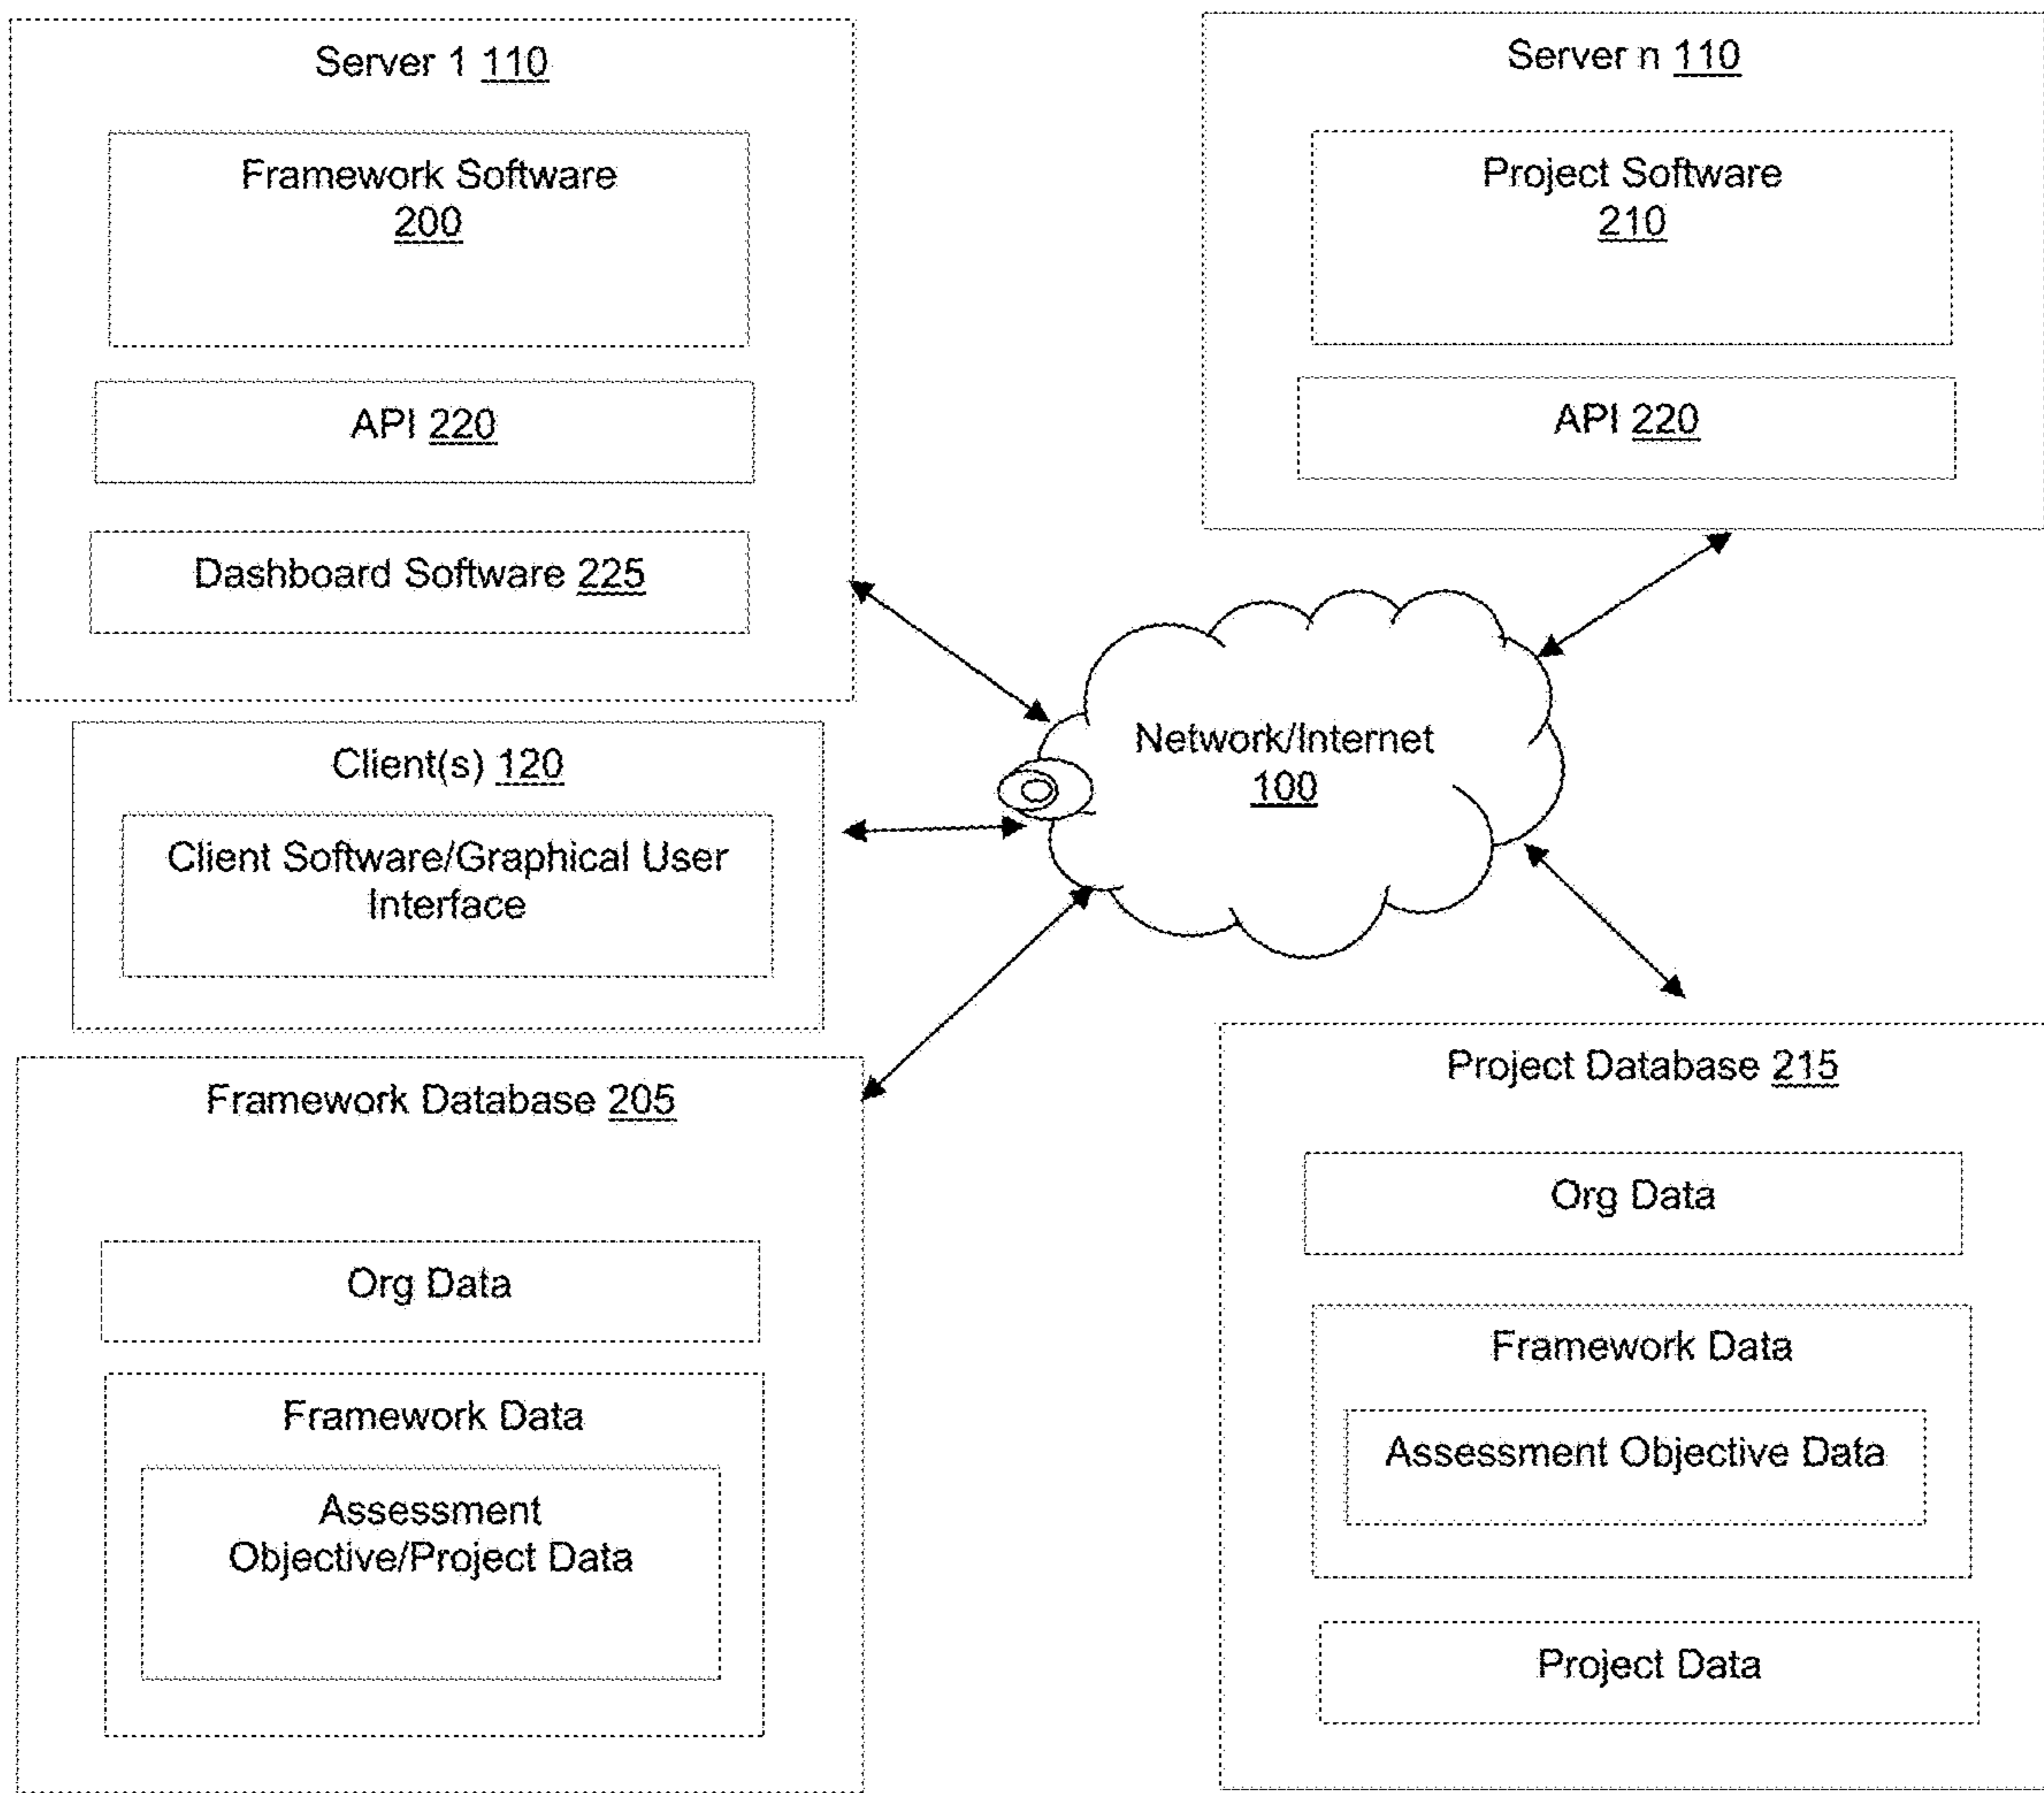 Server 1 110
Framework Software
200
API 220
Dashboard Software 225
Server n 110
Project Software
210
API 220
Client(s) 120
Client Software/Graphical User
Interface
Network/Internet
100
Framework Database 205
Org Data
Framework Data
Assessment
Objective/Project Data
Project Database 215
Org Data
Framework Data
Assessment Objective Data
Project Data